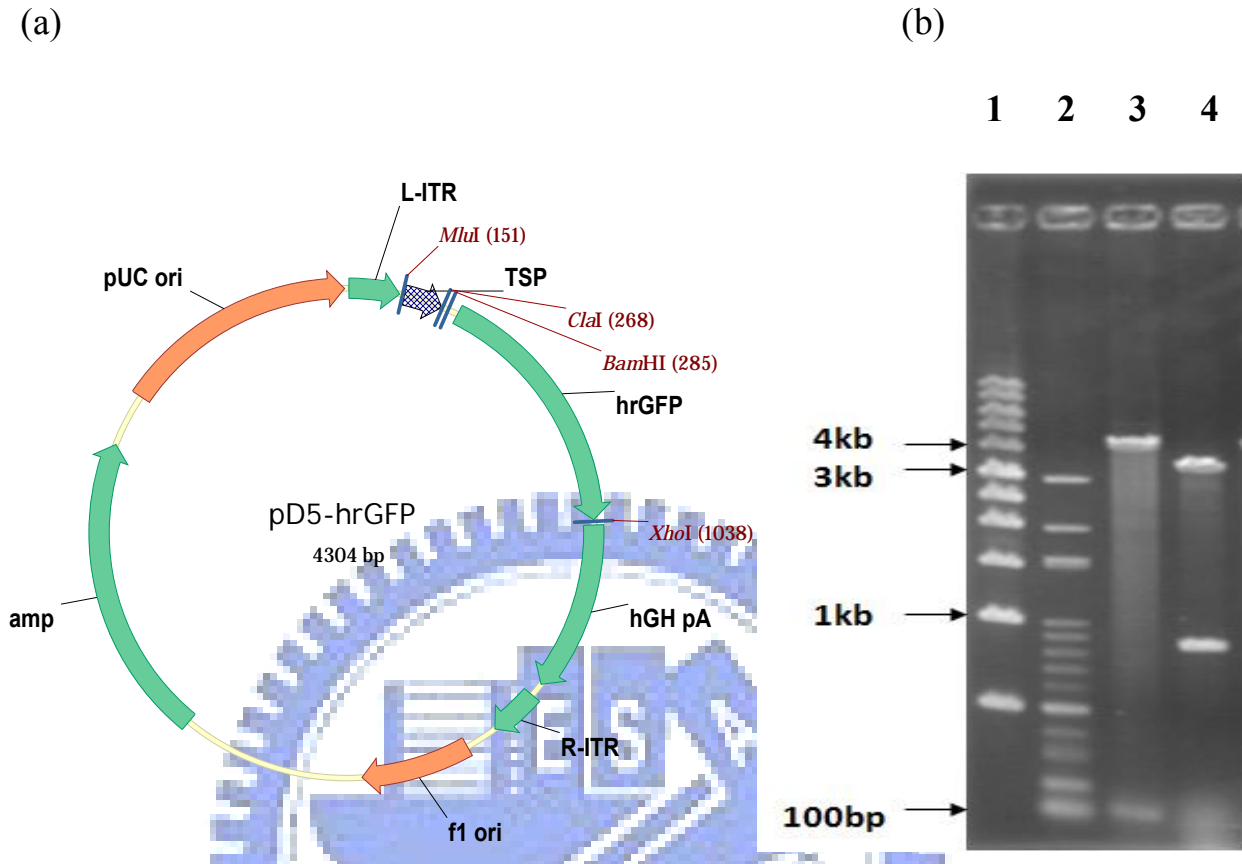 (a)
L-ITR
MluI (151)
pUC ori
TSP
ClaI (268)
BamHI (285)
hrGFP
pD5-hrGFP
4304 bp
XhoI (1038)
amp
hGH pA
R-ITR
f1 ori
(b)
1 2 3 4
4kb
3kb
1kb
100bp